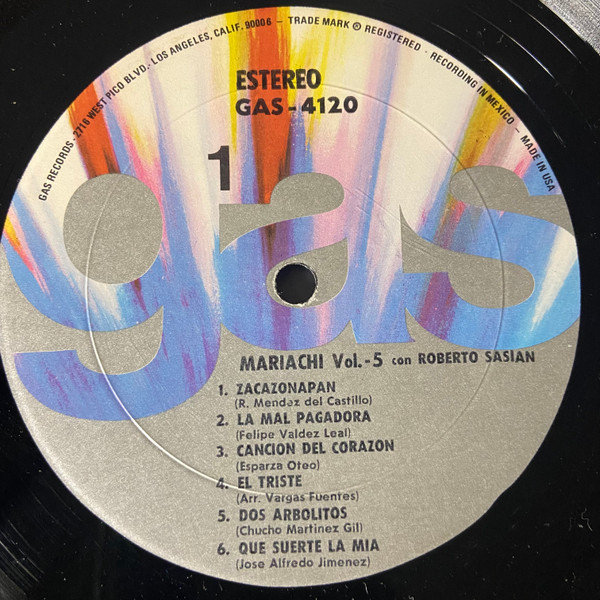 GAS RECORDS - 2716 WEST PICO BLVD., LOS ANGELES, CALIF. 90006 – TRADE MARK ® REGISTERED - RECORDING IN MEXICO – MADE IN USA
ESTEREO
GAS-4120
1
gas
MARIACHI Vol.-5 con ROBERTO SASIAN
1. ZACAZONAPAN
(R. Mendez del Castillo)
2. LA MAL PAGADORA
(Felipe Valdez Leal)
3. CANCION DEL CORAZON
(Esparza Oteo)
4. EL TRISTE
(Arr. Vargas Fuentes)
5. DOS ARBOLITOS
(Chucho Martinez Gil)
6. QUE SUERTE LA MIA
(Jose Alfredo Jimenez)